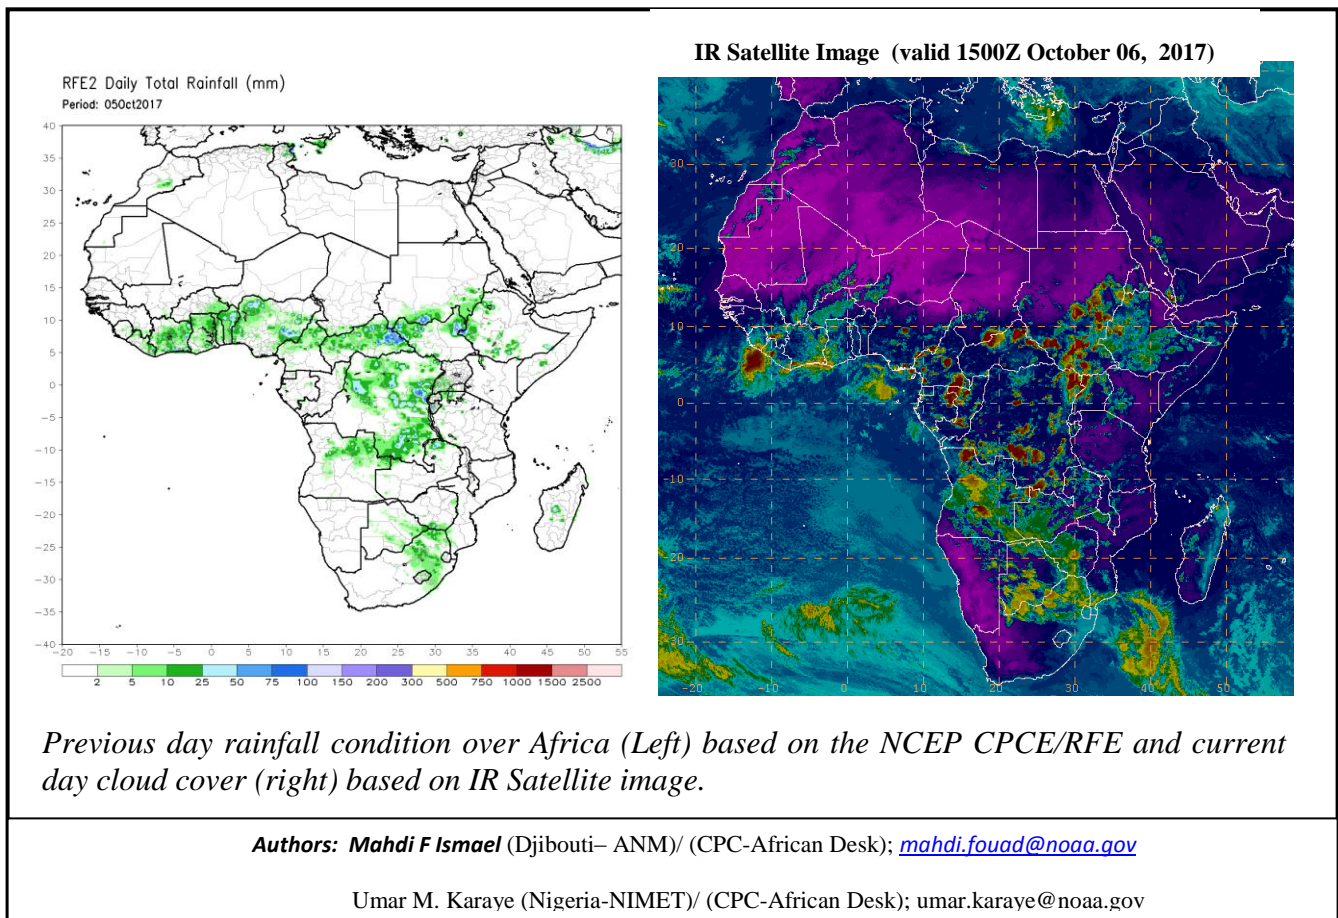 IR Satellite Image (valid 1500Z October 06, 2017)
RFE2 Daily Total Rainfall (mm)
Period: 05Oct2017
40
35
30
25
20
15
10
5
0
-5
-10
-15
-20
-25
-30
-35
-40
-20 -15 -10 -5 0 5 10 15 20 25 30 35 40 45 50 55
2 5 10 25 50 75 100 150 200 300 500 750 1000 1500 2500
30
20
10
0
-10
-20
-30
-20 -10 0 10 20 30 40 50
Previous day rainfall condition over Africa (Left) based on the NCEP CPCE/RFE and current
day cloud cover (right) based on IR Satellite image.
Authors: Mahdi F Ismael (Djibouti– ANM)/ (CPC-African Desk); mahdi.fouad@noaa.gov
Umar M. Karaye (Nigeria-NIMET)/ (CPC-African Desk); umar.karaye@noaa.gov